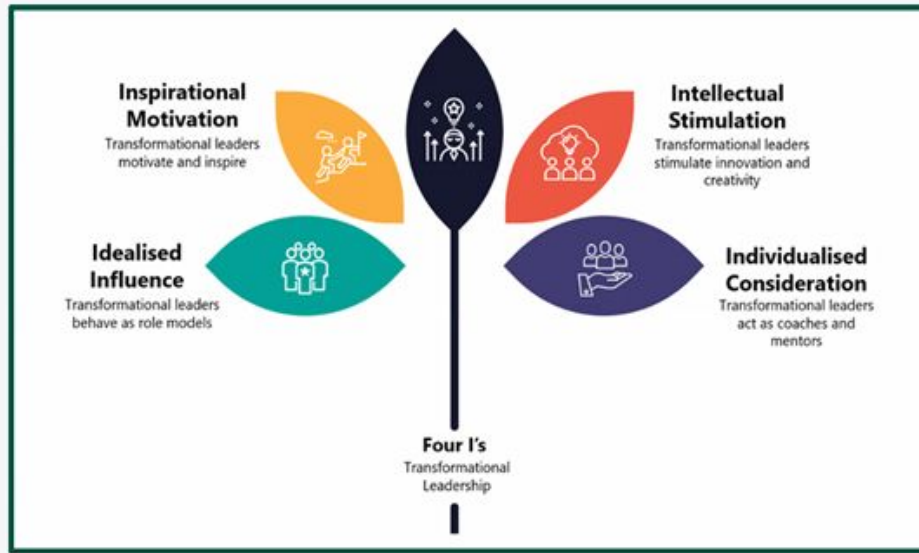 Inspirational
Motivation
Transformational leaders
motivate and inspire
Intellectual
Stimulation
Transformational leaders
stimulate innovation and
creativity
Idealised
Influence
Transformational leaders
behave as role models
Individualised
Consideration
Transformational leaders
act as coaches and
mentors
Four I's
Transformational
Leadership